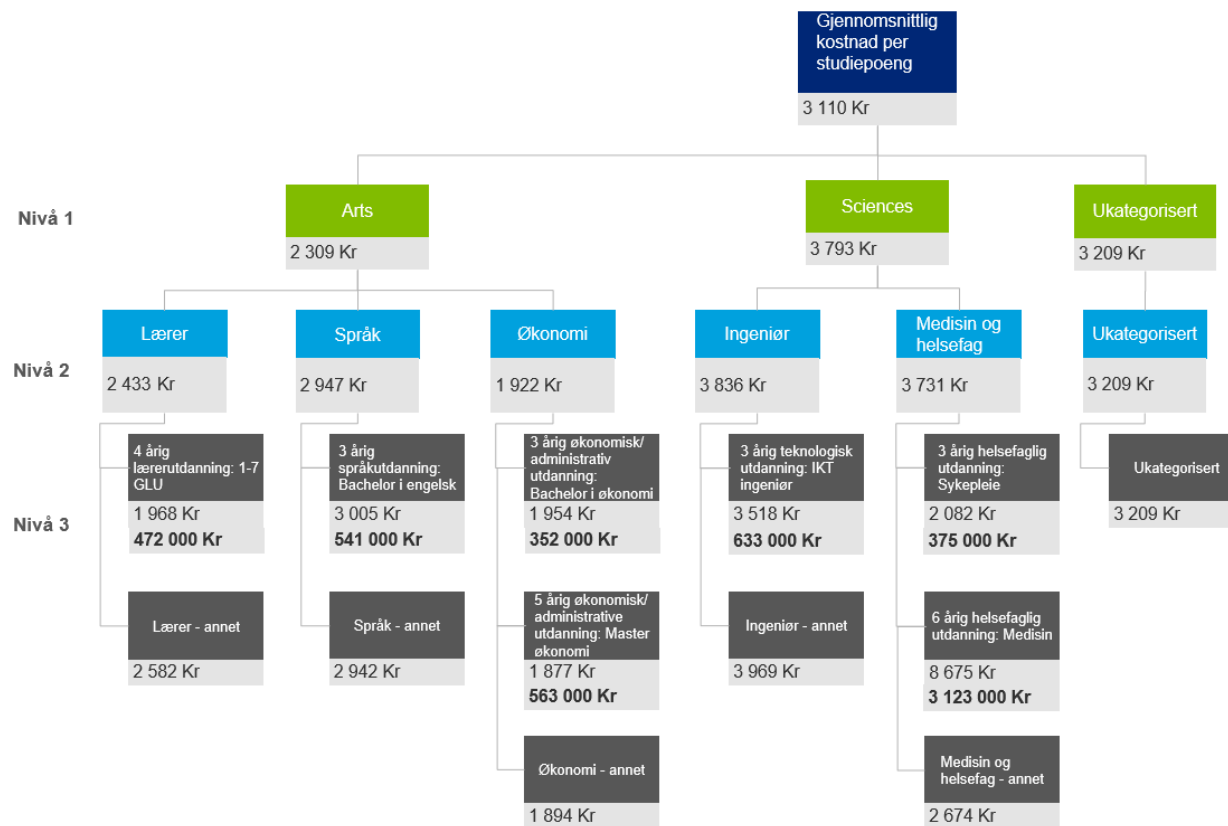 Gjennomsnittlig
kostnad per
studiepoeng
3 110 Kr
Nivå 1
Arts
2 309 Kr
Sciences
3 793 Kr
Ukategorisert
3 209 Kr
Nivå 2
Lærer
2 433 Kr
Språk
2 947 Kr
Økonomi
1 922 Kr
Ingeniør
3 836 Kr
Medisin og
helsefag
3 731 Kr
Ukategorisert
3 209 Kr
Nivå 3
4 årig
lærerutdanning: 1-7
GLU
1 968 Kr
472 000 Kr
3 årig
språkutdanning:
Bachelor i engelsk
3 005 Kr
541 000 Kr
3 årig økonomisk/
administrativ
utdanning:
Bachelor i økonomi
1 954 Kr
352 000 Kr
3 årig teknologisk
utdanning: IKT
ingeniør
3 518 Kr
633 000 Kr
3 årig helsefaglig
utdanning:
Sykepleie
2 082 Kr
375 000 Kr
Ukategorisert
3 209 Kr
Lærer - annet
2 582 Kr
Språk - annet
2 942 Kr
5 årig økonomisk/
administrative
utdanning: Master
økonomi
1 877 Kr
563 000 Kr
Ingeniør - annet
3 969 Kr
6 årig helsefaglig
utdanning: Medisin
8 675 Kr
3 123 000 Kr
Økonomi - annet
1 894 Kr
Medisin og
helsefag - annet
2 674 Kr